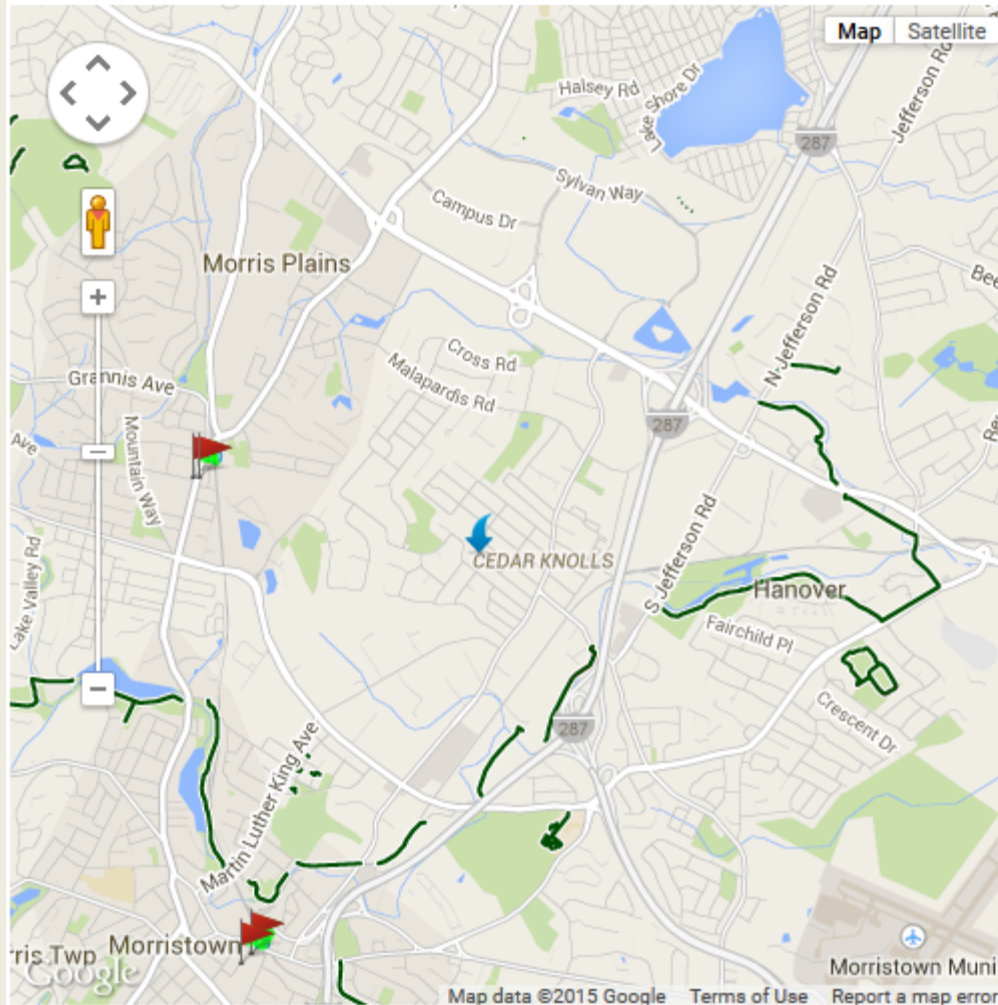 Map
Satellite
Jefferson Rd
Halsey Rd
Lake Shore Dr
287
Sylvan Way
Campus Dr
Morris Plains
Bee
N Jefferson Rd
Cross Rd
Malapardis Rd
Grannis Ave
287
Ave
Mountain Way
Re
S Jefferson Rd
CEDAR KNOLLS
Hanover
Lake Valley Rd
Fairchild Pl
Crescent Dr
287
Martin Luther King Ave
rris Twp
Morristown
Morristown Muni
Google
Map data ©2015 Google
Terms of Use
Report a map error